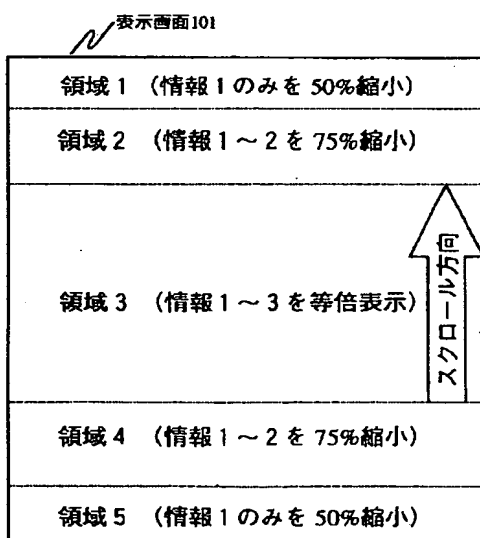 表示画面101
領域1 (情報1のみを50%縮小)
領域2 (情報1~2を75%縮小)
領域3 (情報1~3を等倍表示)
スクロール方向
領域4 (情報1~2を75%縮小)
領域5 (情報1のみを50%縮小)